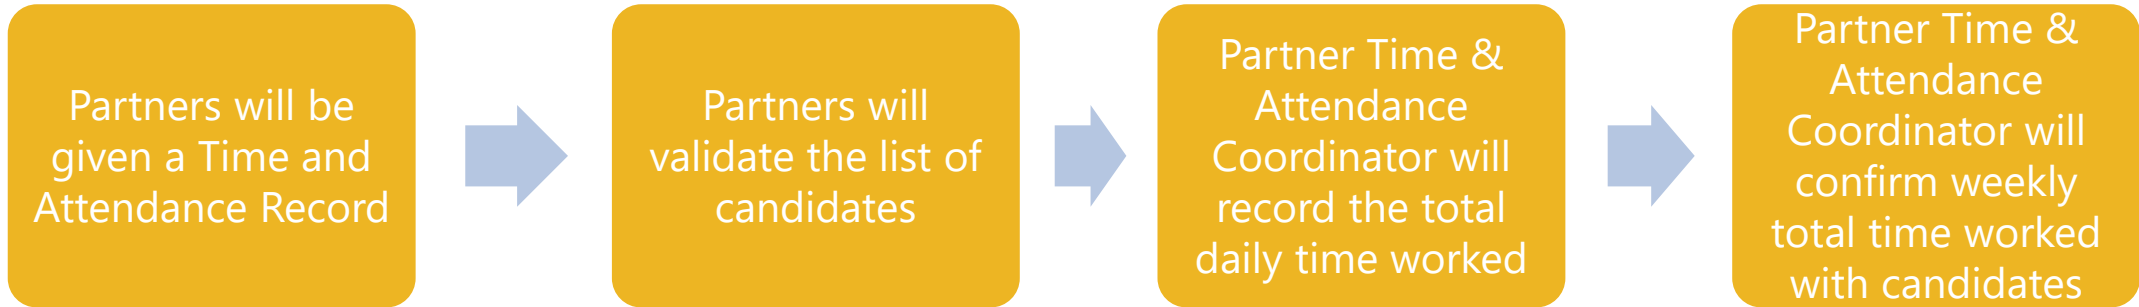 Partners will be
given a Time and
Attendance Record
Partners will
validate the list of
candidates
Partner Time &
Attendance
Coordinator will
record the total
daily time worked
Partner Time &
Attendance
Coordinator will
confirm weekly
total time worked
with candidates